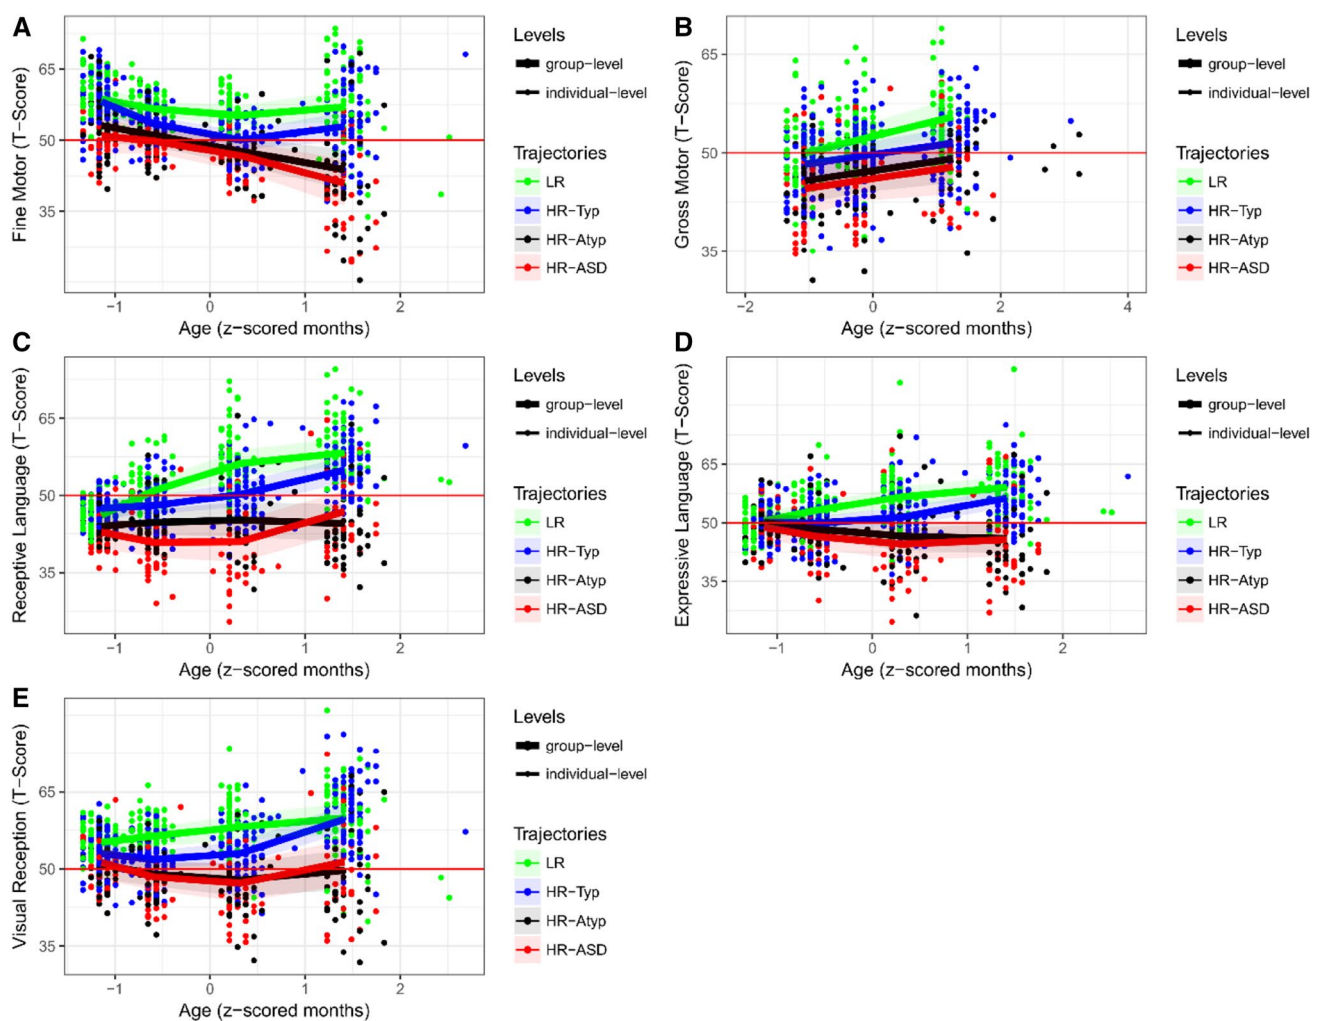 A
Fine Motor (T−Score)
65
50
35
−1
0
1
2
Age (z−scored months)
Levels
group−level
individual−level
Trajectories
LR
HR−Typ
HR−Atyp
HR−ASD
B
Gross Motor (T−Score)
65
50
35
−2
0
2
4
Age (z−scored months)
Levels
group−level
individual−level
Trajectories
LR
HR−Typ
HR−Atyp
HR−ASD
C
Receptive Language (T−Score)
65
50
35
−1
0
1
2
Age (z−scored months)
Levels
group−level
individual−level
Trajectories
LR
HR−Typ
HR−Atyp
HR−ASD
D
Expressive Language (T−Score)
65
50
35
−1
0
1
2
Age (z−scored months)
Levels
group−level
individual−level
Trajectories
LR
HR−Typ
HR−Atyp
HR−ASD
E
Visual Reception (T−Score)
65
50
35
−1
0
1
2
Age (z−scored months)
Levels
group−level
individual−level
Trajectories
LR
HR−Typ
HR−Atyp
HR−ASD